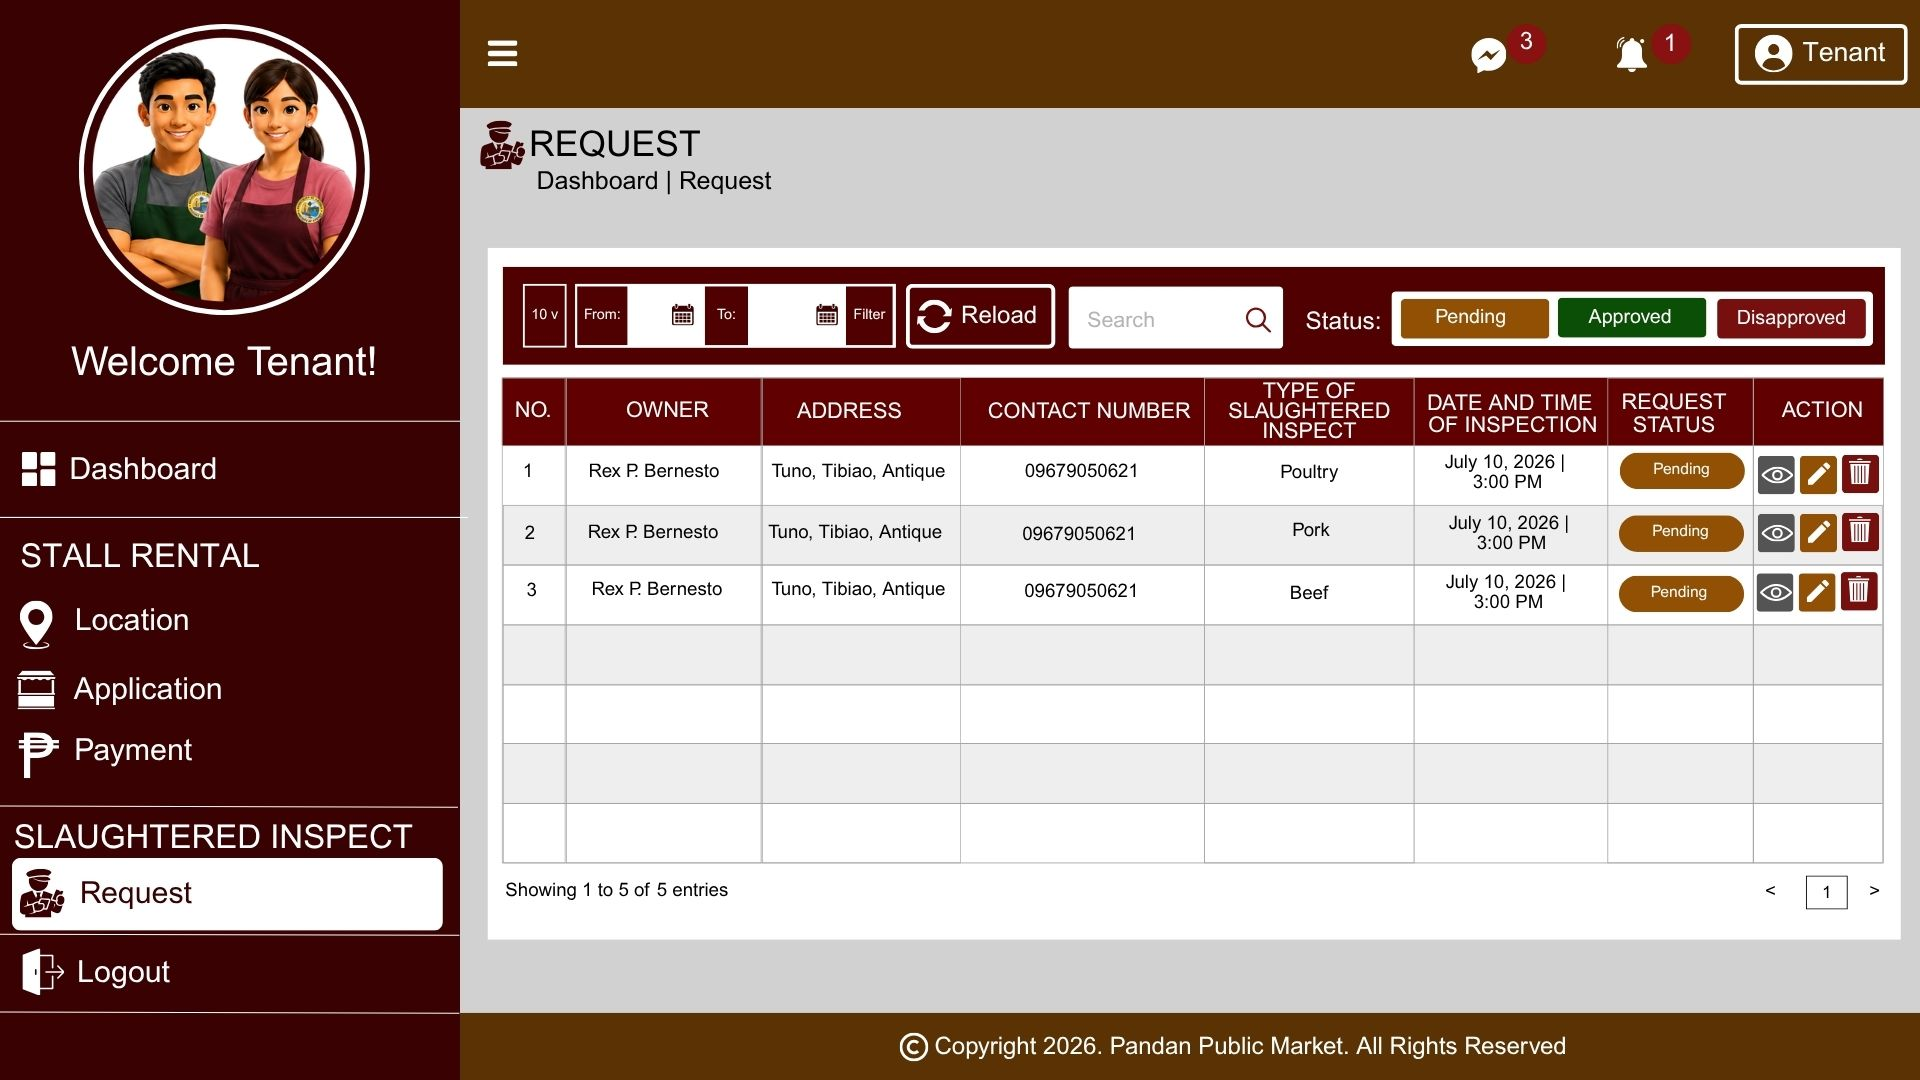 3
1
Tenant
REQUEST
Dashboard | Request
Welcome Tenant!
Dashboard
STALL RENTAL
Location
Application
Payment
SLAUGHTERED INSPECT
Request
Logout
10 v From: To: Filter Reload Search Status: Pending Approved Disapproved
NO. OWNER ADDRESS CONTACT NUMBER TYPE OF SLAUGHTERED INSPECT DATE AND TIME OF INSPECTION REQUEST STATUS ACTION
1 Rex P. Bernesto Tuno, Tibiao, Antique 09679050621 Poultry July 10, 2026 | 3:00 PM Pending
2 Rex P. Bernesto Tuno, Tibiao, Antique 09679050621 Pork July 10, 2026 | 3:00 PM Pending
3 Rex P. Bernesto Tuno, Tibiao, Antique 09679050621 Beef July 10, 2026 | 3:00 PM Pending
Showing 1 to 5 of 5 entries
< 1 >
© Copyright 2026. Pandan Public Market. All Rights Reserved